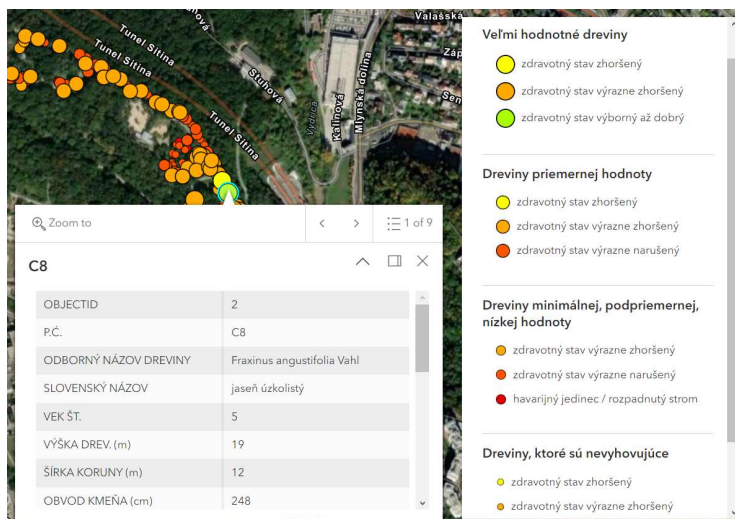 Valašská
Tunel Sitina
Tunel Sitina
Stuhová
Záp
Sen
Vydrica
Kalinová
Mlynská dolina
Tunel Sitina
Zoom to
1 of 9
C8
OBJECTID 2
P.Č. C8
ODBORNÝ NÁZOV DREVINY Fraxinus angustifolia Vahl
SLOVENSKÝ NÁZOV jaseň úzkolistý
VEK ŠT. 5
VÝŠKA DREV. (m) 19
ŠÍRKA KORUNY (m) 12
OBVOD KMEŇA (cm) 248
Veľmi hodnotné dreviny
zdravotný stav zhoršený
zdravotný stav výrazne zhoršený
zdravotný stav výborný až dobrý
Dreviny priemernej hodnoty
zdravotný stav zhoršený
zdravotný stav výrazne zhoršený
zdravotný stav výrazne narušený
Dreviny minimálnej, podpriemernej,
nízkej hodnoty
zdravotný stav výrazne zhoršený
zdravotný stav výrazne narušený
havarijný jedinec / rozpadnutý strom
Dreviny, ktoré sú nevyhovujúce
zdravotný stav zhoršený
zdravotný stav výrazne zhoršený